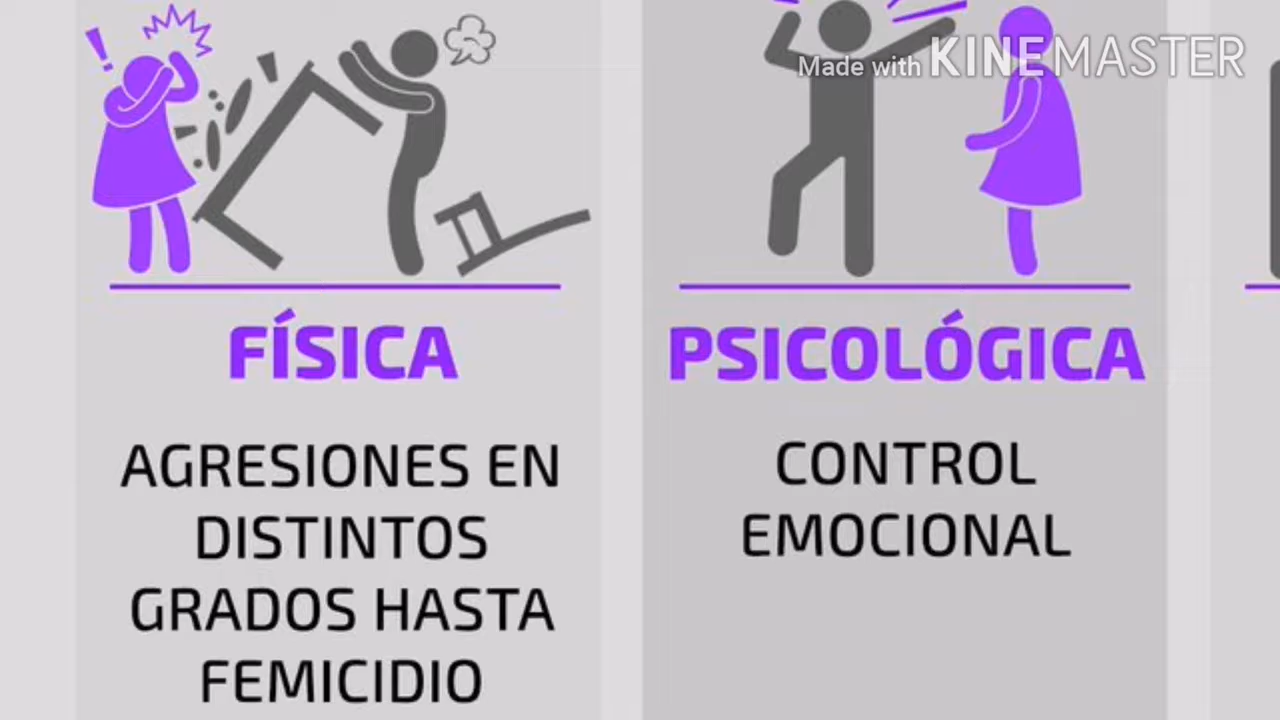 Made with KINEMASTER
FÍSICA
AGRESIONES EN
DISTINTOS
GRADOS HASTA
FEMICIDIO
PSICOLÓGICA
CONTROL
EMOCIONAL